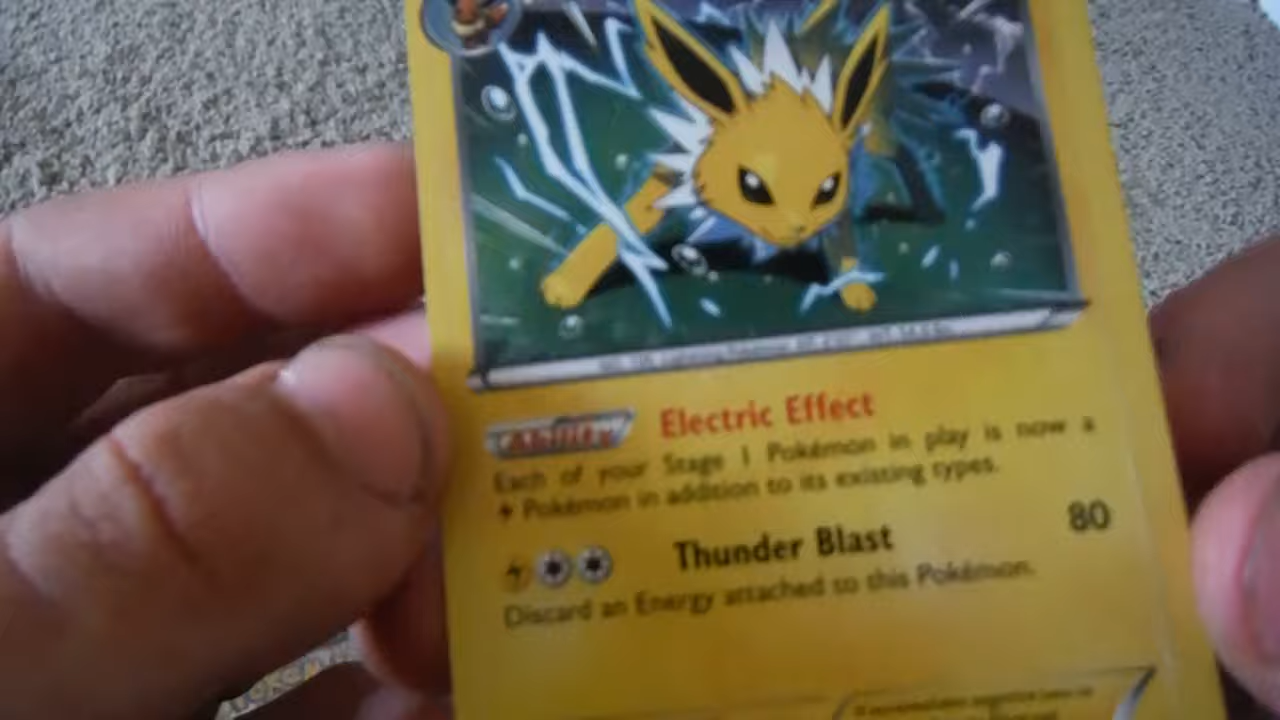 Ability Electric Effect
Each of your Stage 1 Pokémon in play is now a
Pokémon in addition to its existing types.
Thunder Blast 80
Discard an Energy attached to this Pokémon.